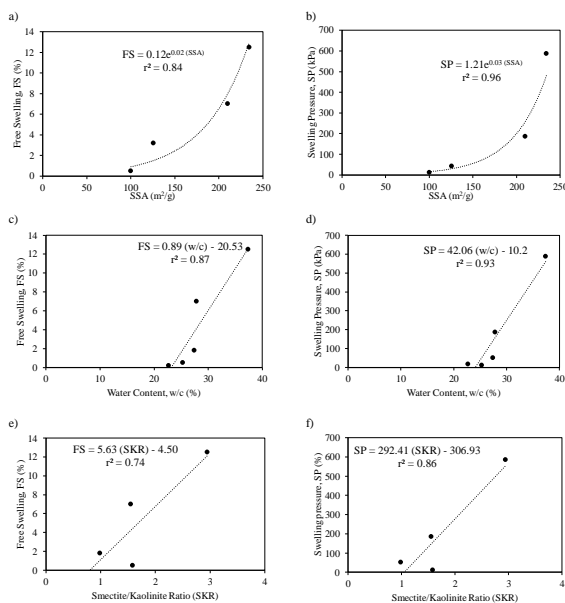 a)
14
12
10
8
6
4
2
0
Free Swelling, FS (%)
FS = 0.12e^0.02 (SSA)
r² = 0.84
0 50 100 150 200 250
SSA (m²/g)
b)
700
600
500
400
300
200
100
0
Swelling Pressure, SP (kPa)
SP = 1.21e^0.03 (SSA)
r² = 0.96
0 50 100 150 200 250
SSA (m²/g)
c)
14
12
10
8
6
4
2
0
Free Swelling, FS (%)
FS = 0.89 (w/c) - 20.53
r² = 0.87
0 10 20 30 40
Water Content, w/c (%)
d)
700
600
500
400
300
200
100
0
Swelling Pressure, SP (kPa)
SP = 42.06 (w/c) - 10.2
r² = 0.93
0 10 20 30 40
Water Content, w/c (%)
e)
14
12
10
8
6
4
2
0
Free Swelling, FS (%)
FS = 5.63 (SKR) - 4.50
r² = 0.74
0 1 2 3 4
Smectite/Kaolinite Ratio (SKR)
f)
700
600
500
400
300
200
100
0
Swelling pressure, SP (%)
SP = 292.41 (SKR) - 306.93
r² = 0.86
0 1 2 3 4
Smectite/Kaolinite Ratio (SKR)